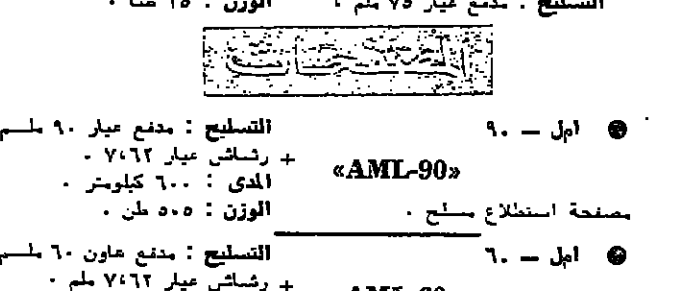 التسليح : مدفع عيار ٧٥ ملم . الوزن : ١٥ طنا .
المصفحات
● امل — ٩٠
«AML-90»
مصفحة استطلاع مسلح .
التسليح : مدفع عيار ٩٠ ملم
+ رشاش عيار ٧،٦٢ .
المدى : ٦٠٠ كيلومتر .
الوزن : ٥،٥ طن .
● امل — ٦٠
التسليح : مدفع هاون ٦٠ ملم
+ رشاش عيار ٧،٦٢ ملم .